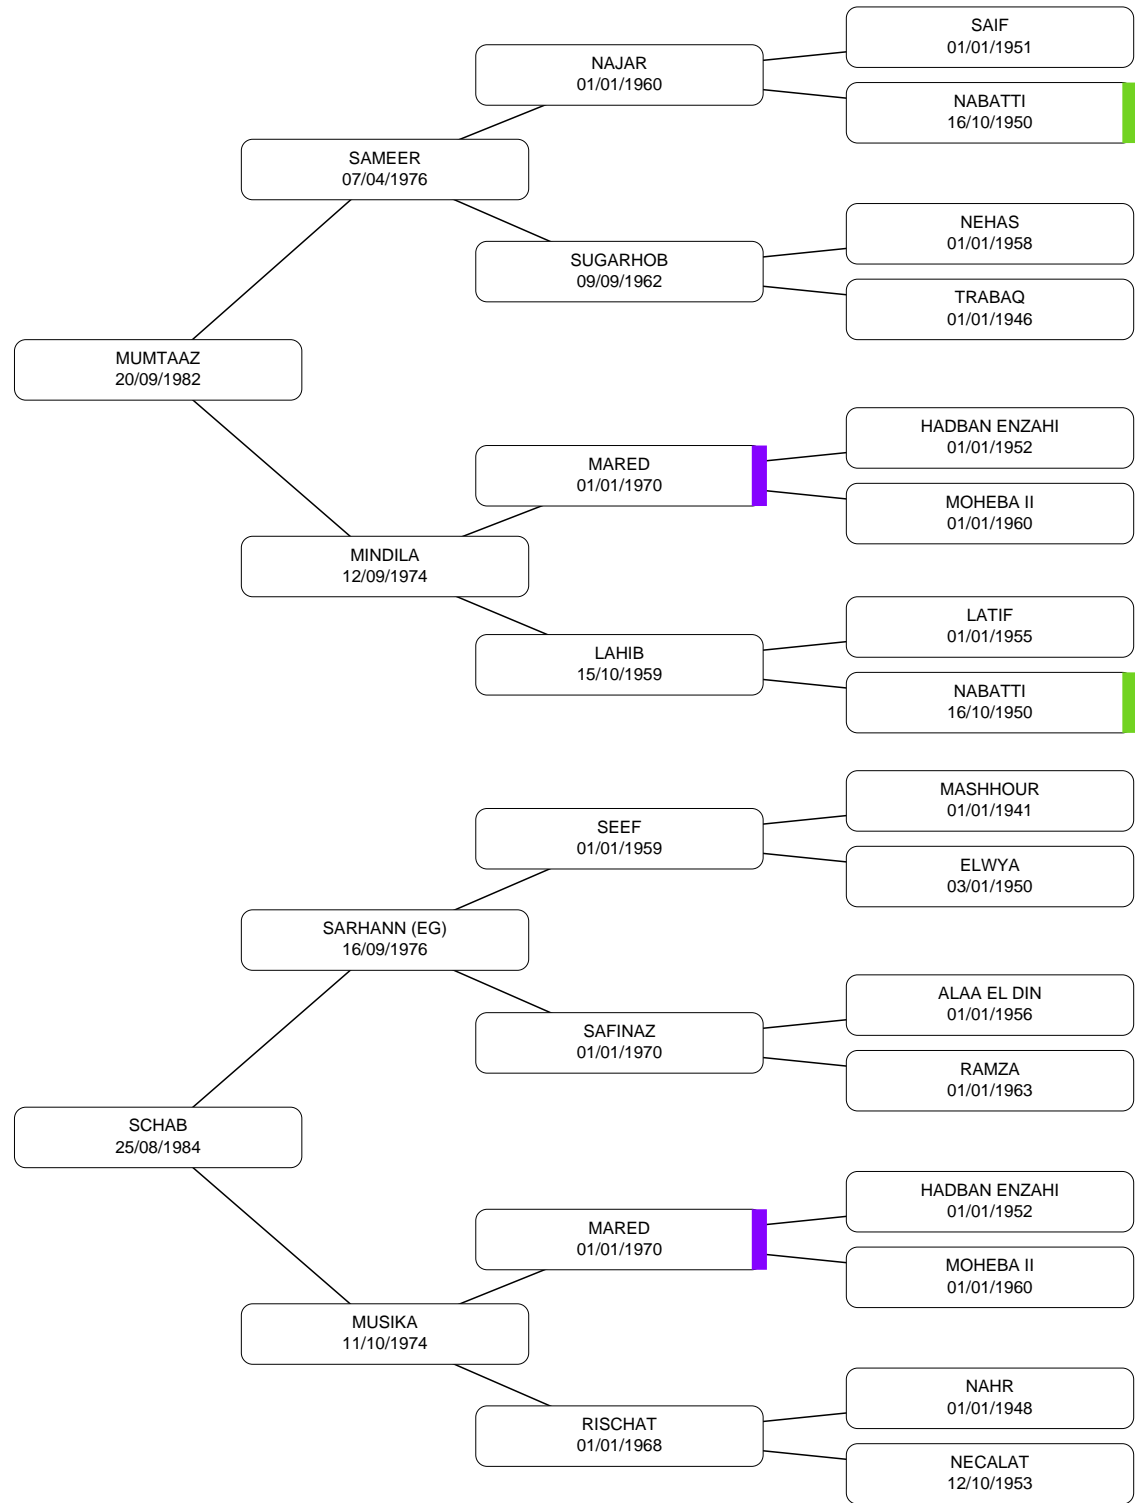 SAIF
01/01/1951
NAJAR
01/01/1960
NABATTI
16/10/1950
SAMEER
07/04/1976
NEHAS
01/01/1958
SUGARHOB
09/09/1962
TRABAQ
01/01/1946
MUMTAAZ
20/09/1982
HADBAN ENZAHI
01/01/1952
MARED
01/01/1970
MOHEBA II
01/01/1960
MINDILA
12/09/1974
LATIF
01/01/1955
LAHIB
15/10/1959
NABATTI
16/10/1950
MASHHOUR
01/01/1941
SEEF
01/01/1959
ELWYA
03/01/1950
SARHANN (EG)
16/09/1976
ALAA EL DIN
01/01/1956
SAFINAZ
01/01/1970
RAMZA
01/01/1963
SCHAB
25/08/1984
HADBAN ENZAHI
01/01/1952
MARED
01/01/1970
MOHEBA II
01/01/1960
MUSIKA
11/10/1974
NAHR
01/01/1948
RISCHAT
01/01/1968
NECALAT
12/10/1953